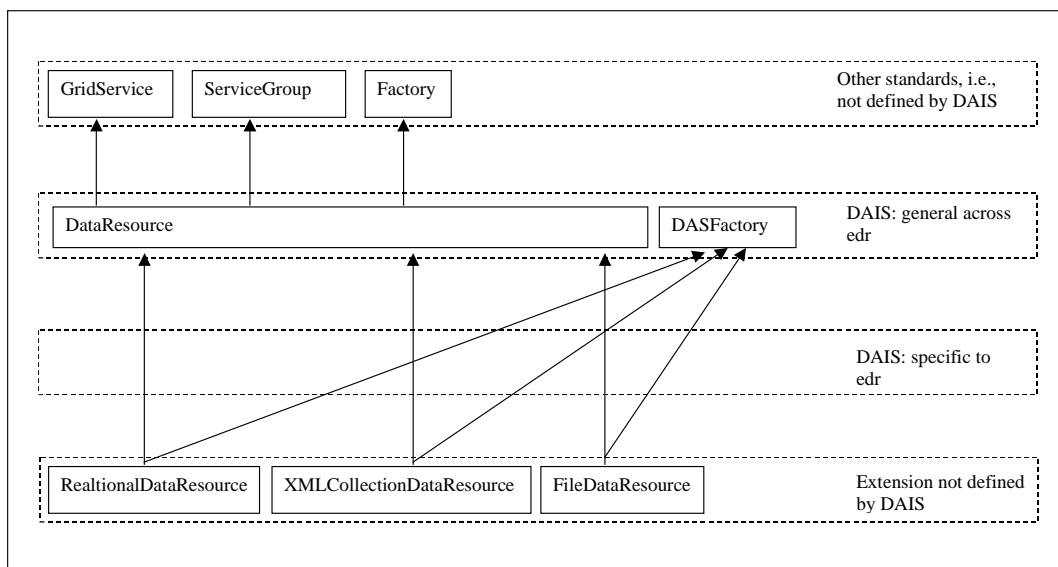 GridService
ServiceGroup
Factory
Other standards, i.e.,
not defined by DAIS
DataResource
DASFactory
DAIS: general across
edr
DAIS: specific to
edr
RealtionalDataResource
XMLCollectionDataResource
FileDataResource
Extension not defined
by DAIS